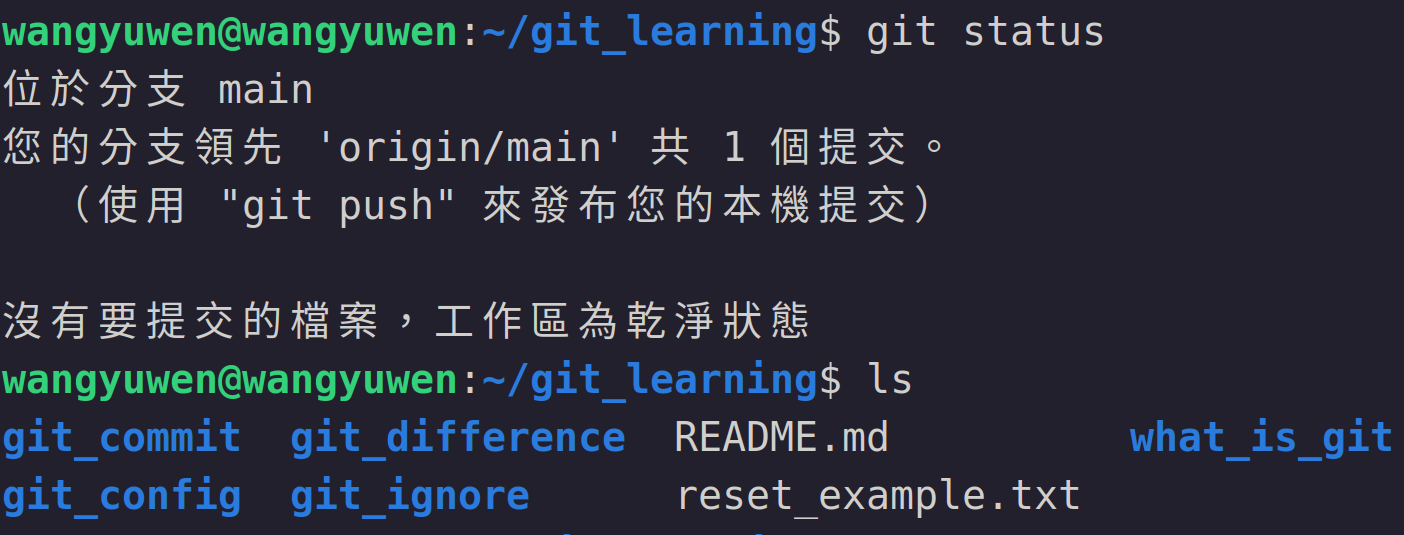 wangyuwen@wangyuwen:~/git_learning$ git status
位於分支 main
您的分支領先 'origin/main' 共 1 個提交。
（使用 "git push" 來發布您的本機提交）
沒有要提交的檔案，工作區為乾淨狀態
wangyuwen@wangyuwen:~/git_learning$ ls
git_commit  git_difference  README.md          what_is_git
git_config  git_ignore      reset_example.txt